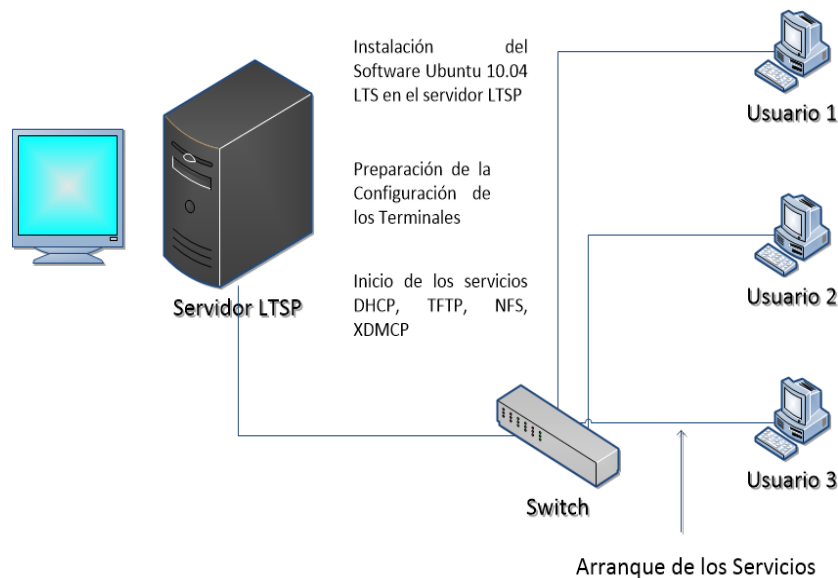 Instalación del
Software Ubuntu 10.04
LTS en el servidor LTSP
Preparación de la
Configuración de
los Terminales
Inicio de los servicios
DHCP, TFTP, NFS,
XDMCP
Servidor LTSP
Usuario 1
Usuario 2
Usuario 3
Switch
Arranque de los Servicios